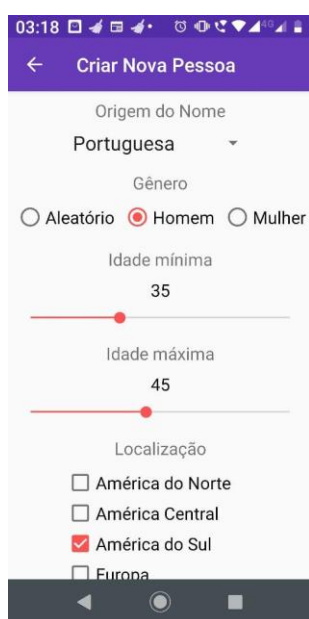 03:18 4G
Criar Nova Pessoa
Origem do Nome
Portuguesa
Gênero
Aleatório Homem Mulher
Idade mínima
35
Idade máxima
45
Localização
América do Norte
América Central
América do Sul
Europa